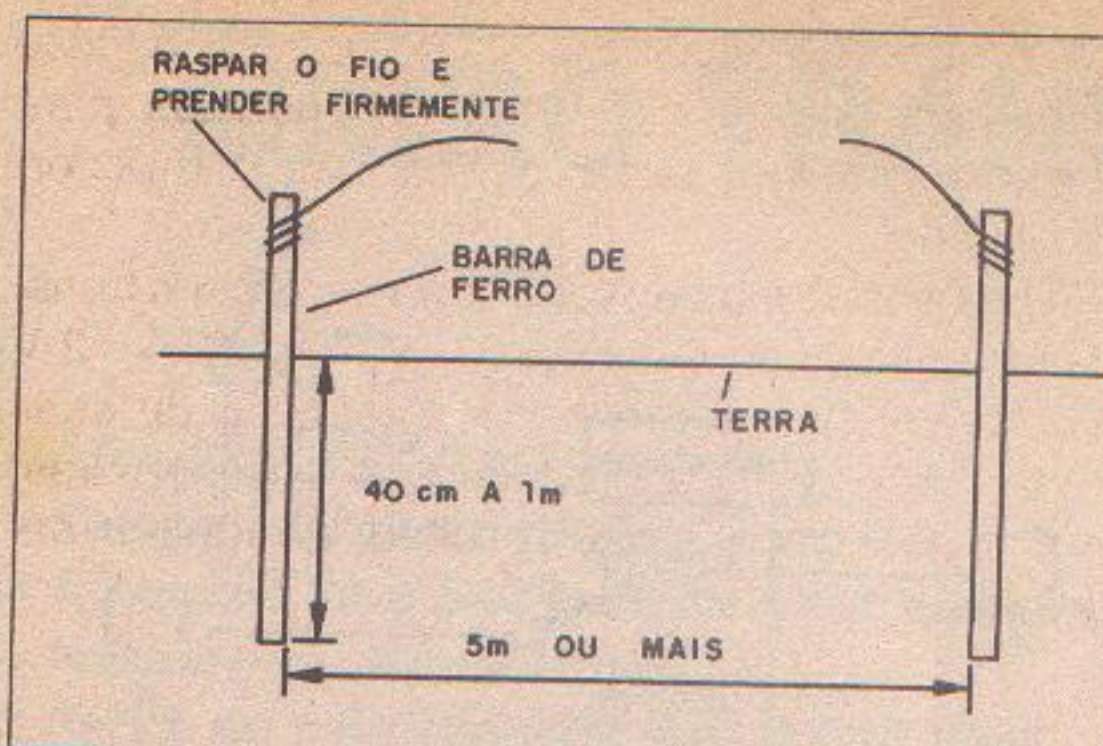 RASPAR O FIO E
PRENDER FIRMEMENTE
BARRA DE
FERRO
TERRA
40 cm A 1m
5m OU MAIS